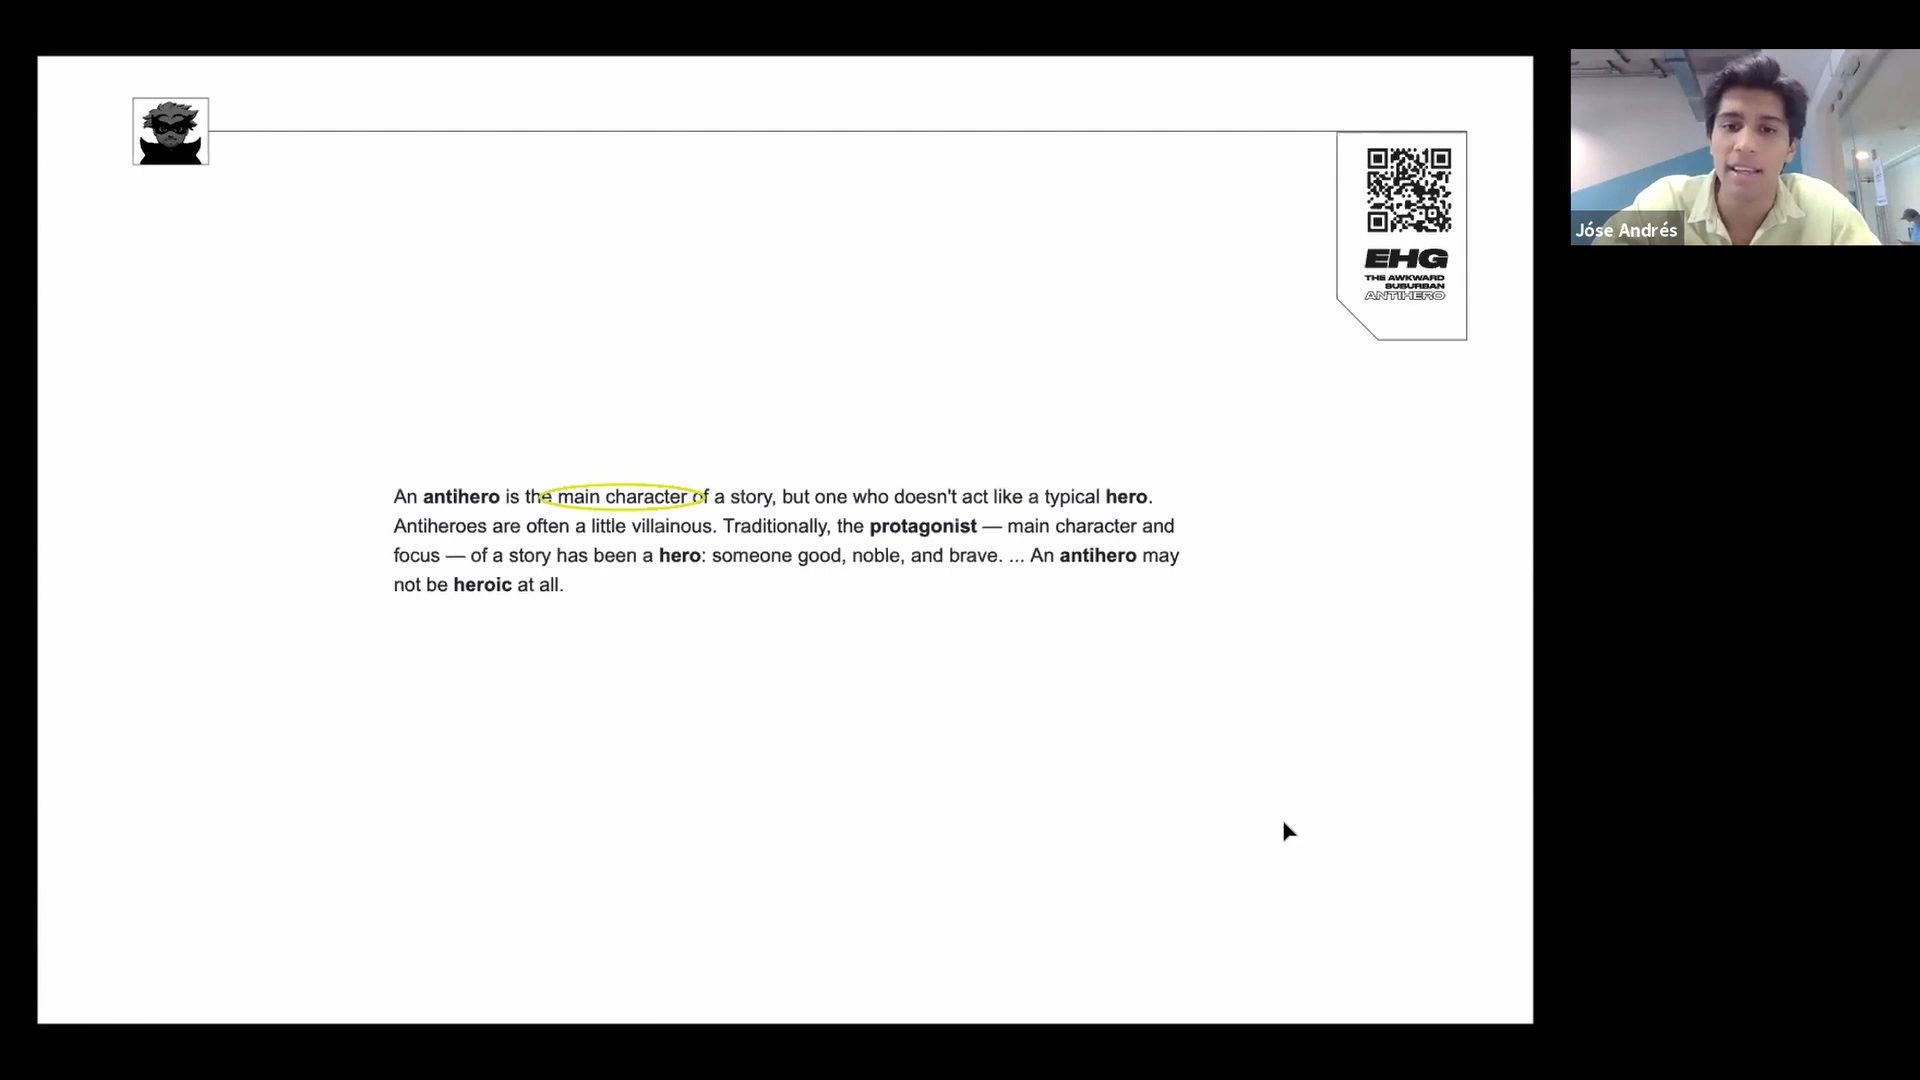 EHG
THE AWKWARD
SUBURBAN
ANTIHERO
Jóse Andrés
An antihero is the main character of a story, but one who doesn't act like a typical hero.
Antiheroes are often a little villainous. Traditionally, the protagonist — main character and
focus — of a story has been a hero: someone good, noble, and brave. ... An antihero may
not be heroic at all.